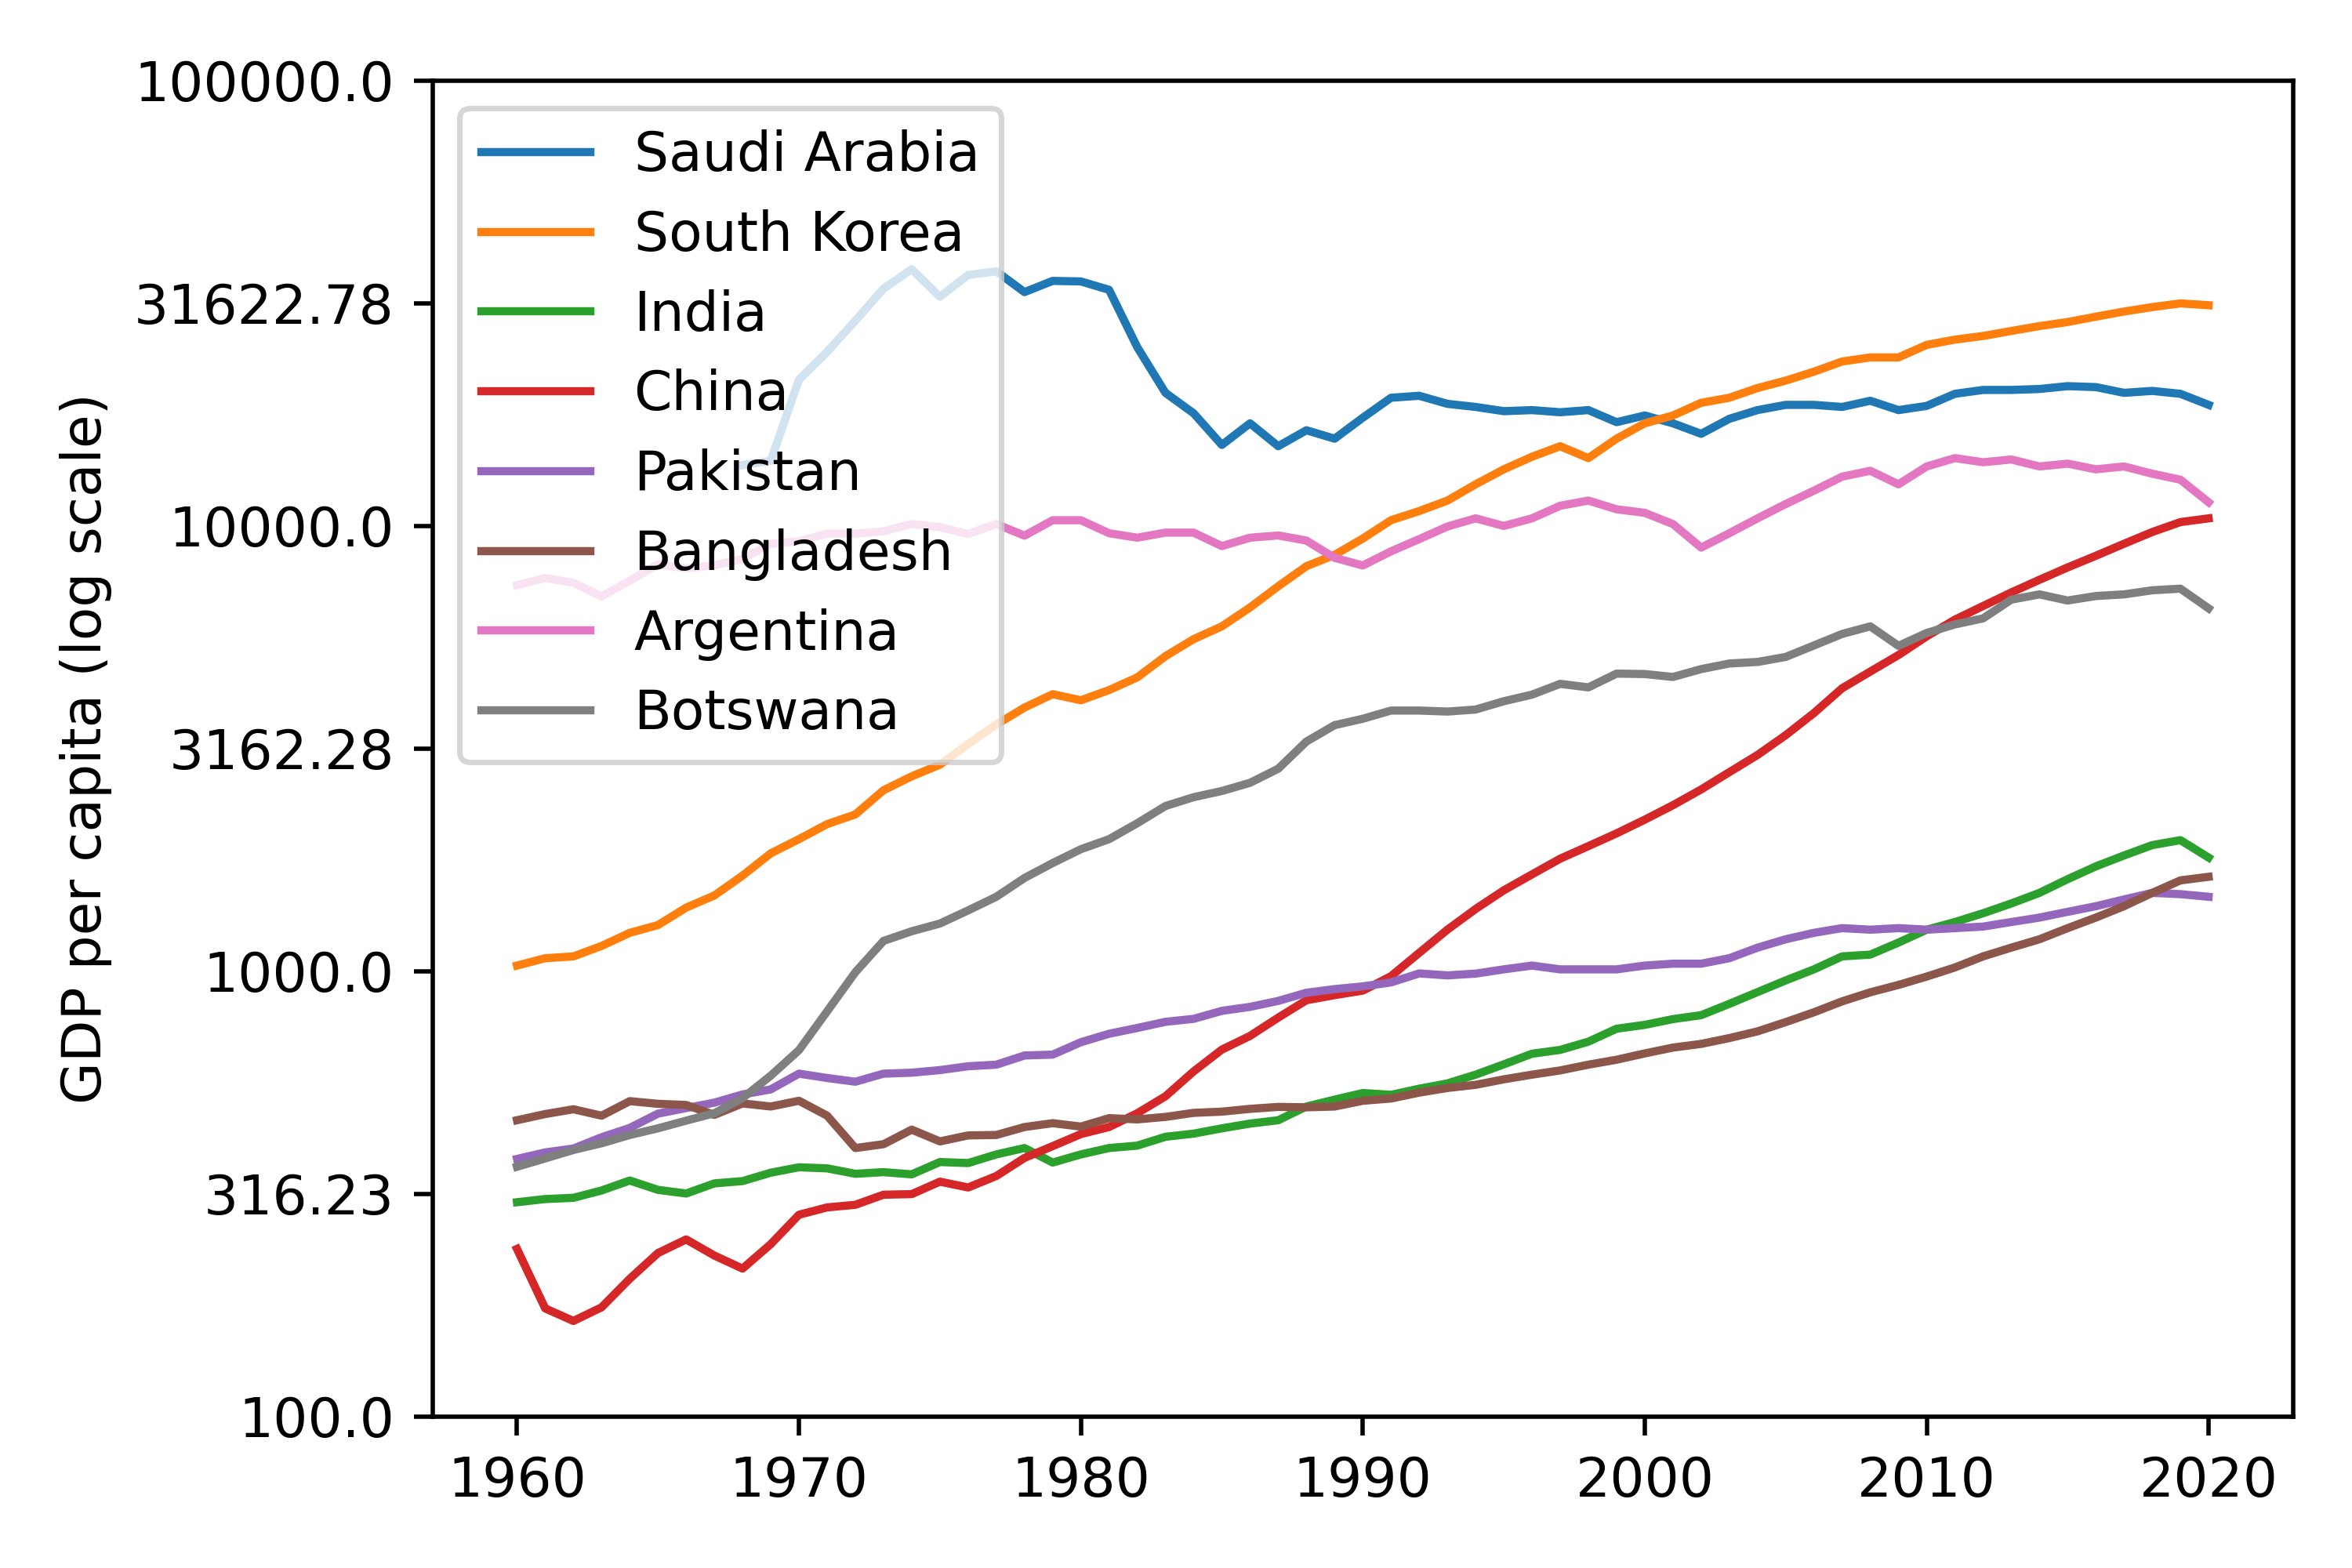 GDP per capita (log scale)
100000.0
31622.78
10000.0
3162.28
1000.0
316.23
100.0
Saudi Arabia
South Korea
India
China
Pakistan
Bangladesh
Argentina
Botswana
1960 1970 1980 1990 2000 2010 2020